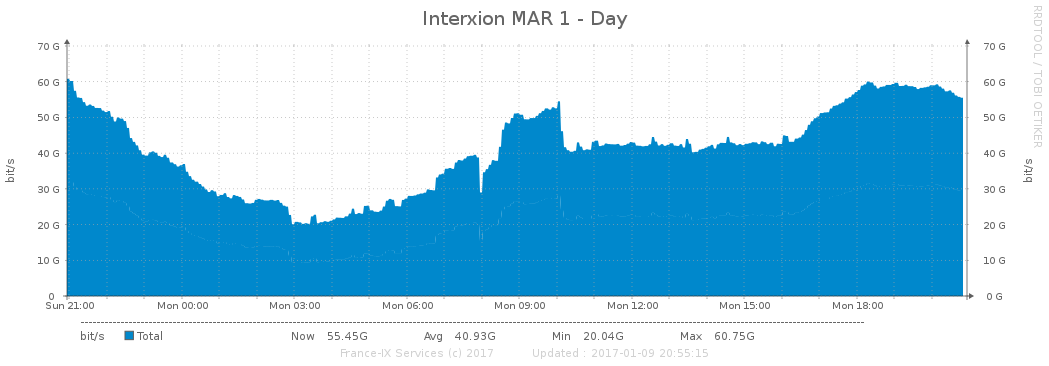 Interxion MAR 1 - Day
RRDTOOL / TOBI OETIKER
bit/s
70 G 70 G
60 G 60 G
50 G 50 G
40 G 40 G
30 G 30 G
20 G 20 G
10 G 10 G
0 0 G
bit/s
Sun 21:00 Mon 00:00 Mon 03:00 Mon 06:00 Mon 09:00 Mon 12:00 Mon 15:00 Mon 18:00
bit/s Total Now 55.45G Avg 40.93G Min 20.04G Max 60.75G
France-IX Services (c) 2017 Updated : 2017-01-09 20:55:15